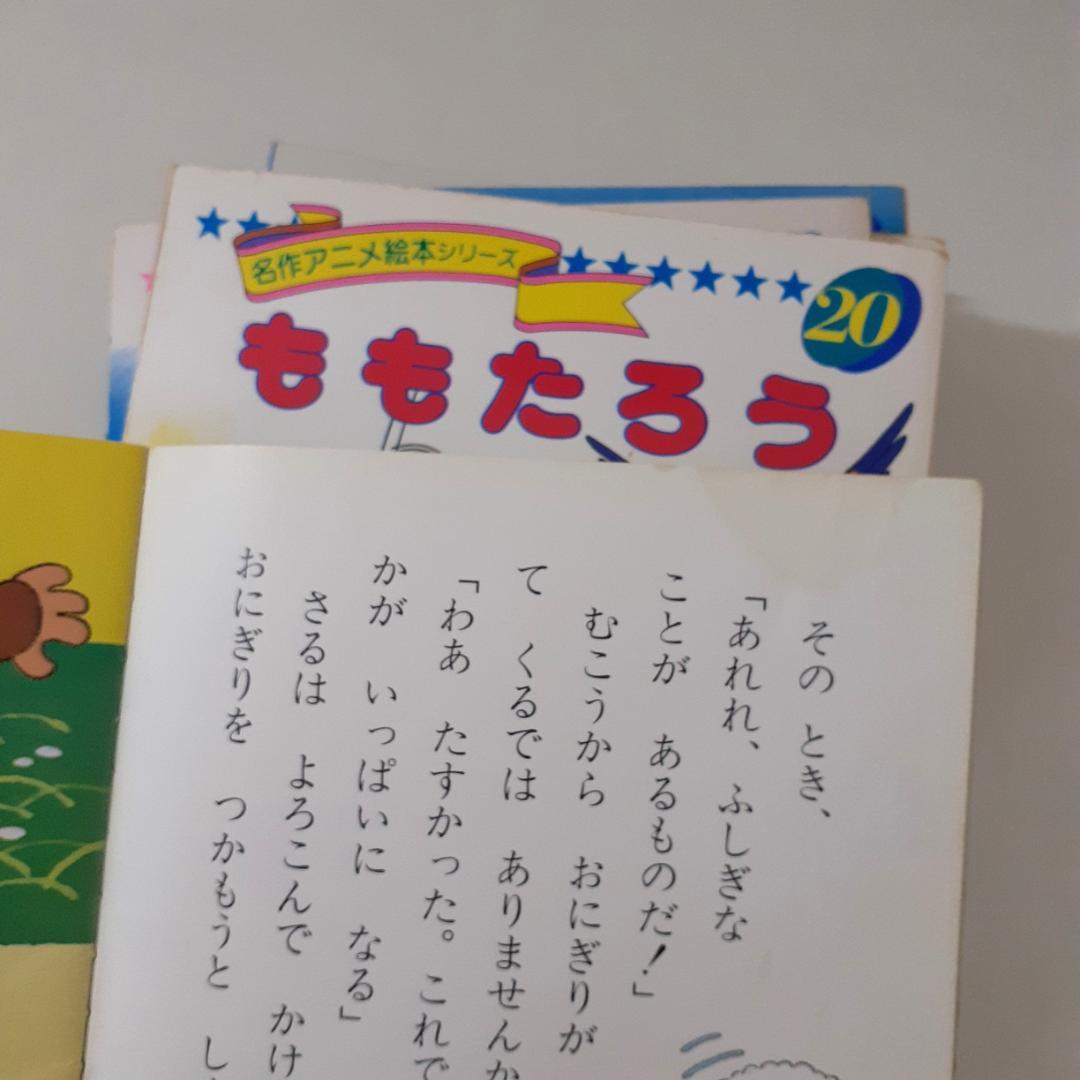 名作アニメ絵本シリーズ
20
ももたろう
その とき、
「あれれ、ふしぎな
ことが あるものだ！」
むこうから おにぎりが
て くるでは ありませんか
「わあ たすかった。これで
かが いっぱいに なる」
さるは よろこんで かけ
おにぎりを つかもうと し